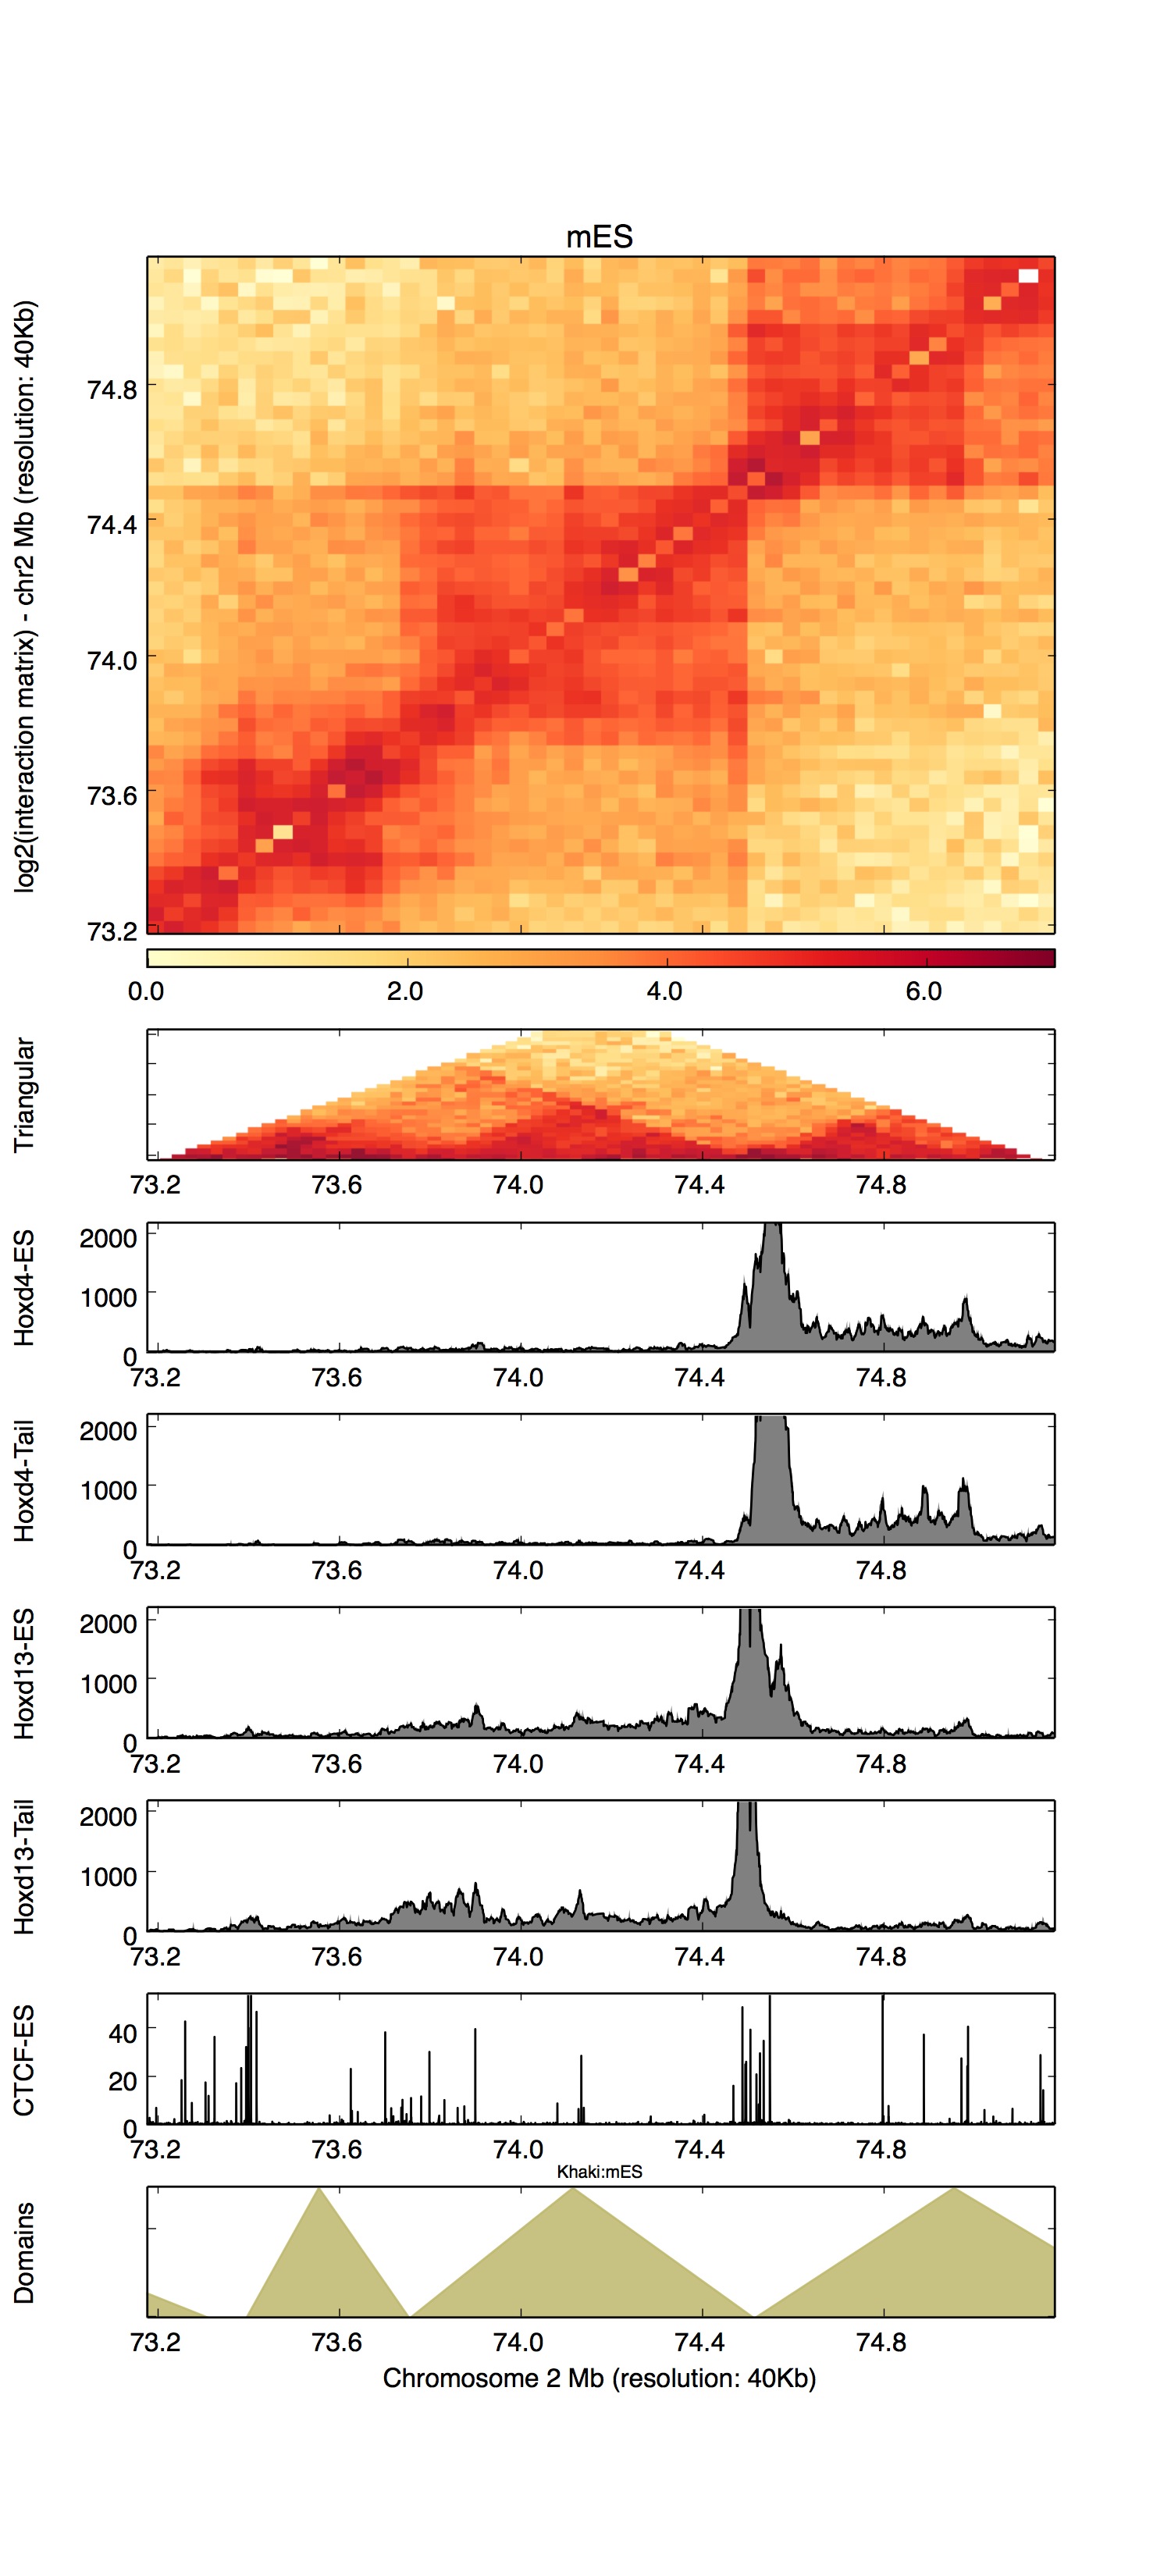 mES
log2(interaction matrix) - chr2 Mb (resolution: 40Kb)
74.8
74.4
74.0
73.6
73.2
0.0 2.0 4.0 6.0
Triangular
73.2 73.6 74.0 74.4 74.8
Hoxd4-ES
2000
1000
0
73.2 73.6 74.0 74.4 74.8
Hoxd4-Tail
2000
1000
0
73.2 73.6 74.0 74.4 74.8
Hoxd13-ES
2000
1000
0
73.2 73.6 74.0 74.4 74.8
Hoxd13-Tail
2000
1000
0
73.2 73.6 74.0 74.4 74.8
CTCF-ES
40
20
0
73.2 73.6 74.0 74.4 74.8
Khaki:mES
Domains
73.2 73.6 74.0 74.4 74.8
Chromosome 2 Mb (resolution: 40Kb)